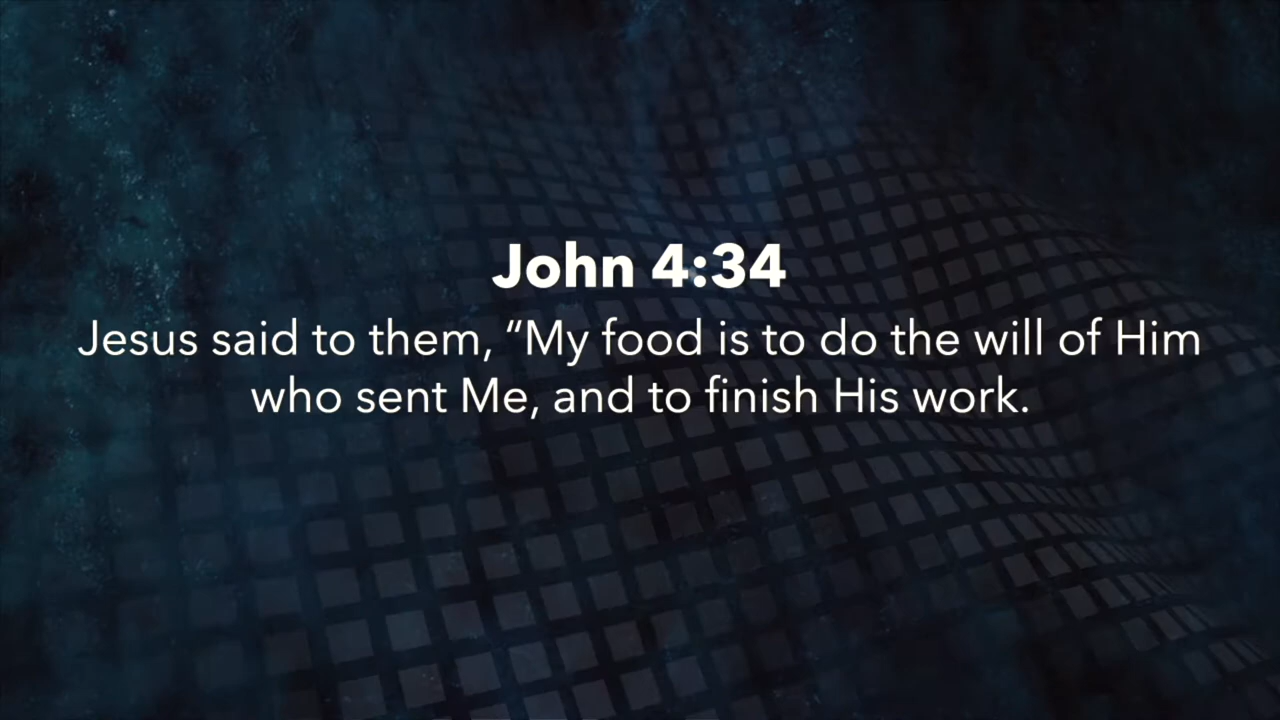 John 4:34
Jesus said to them, “My food is to do the will of Him
who sent Me, and to finish His work.